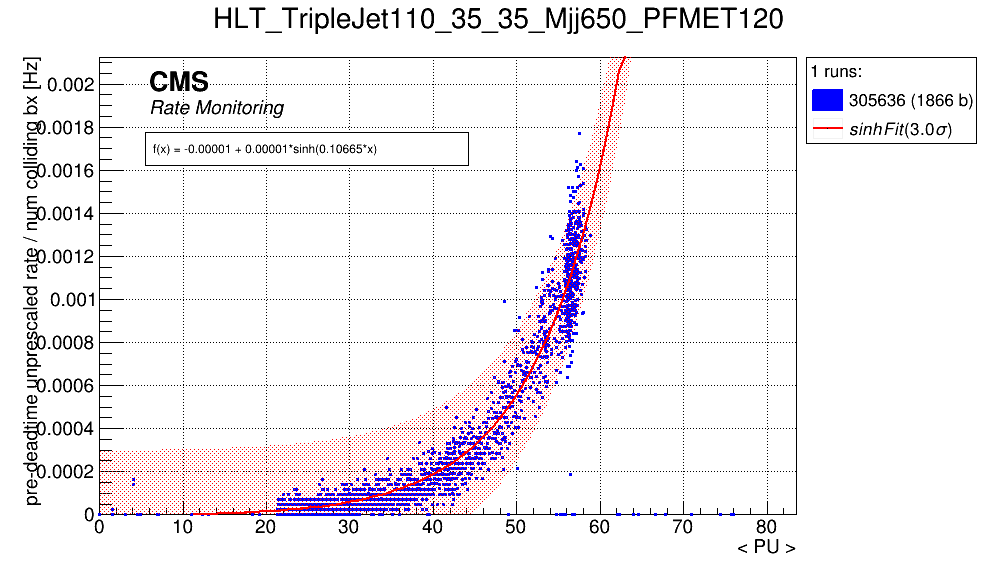 HLT_TripleJet110_35_35_Mjj650_PFMET120
pre-deadtime unprescaled rate / num colliding bx [Hz]
CMS
Rate Monitoring
f(x) = -0.00001 + 0.00001*sinh(0.10665*x)
0.002
0.0018
0.0016
0.0014
0.0012
0.001
0.0008
0.0006
0.0004
0.0002
0
0 10 20 30 40 50 60 70 80
< PU >
1 runs:
305636 (1866 b)
sinhFit(3.0σ)